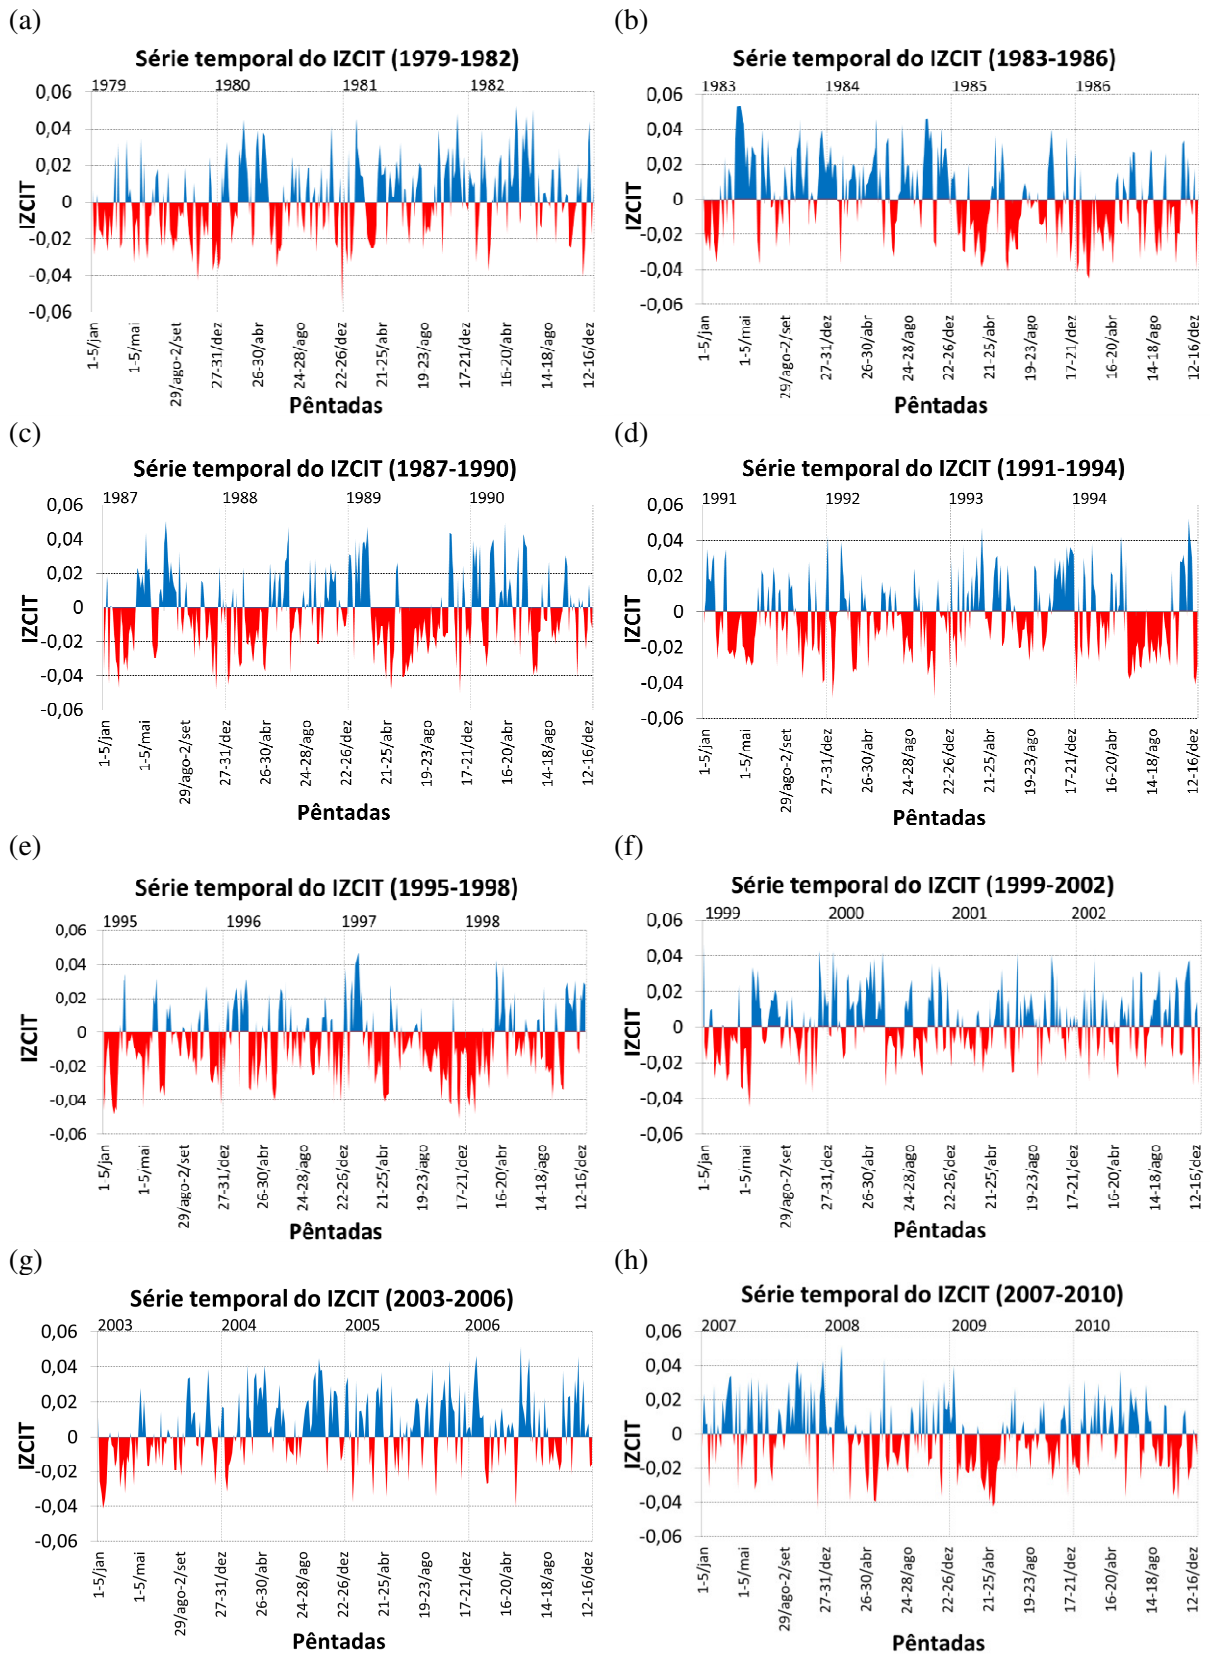 (a)
Série temporal do IZCIT (1979-1982)
1979 1980 1981 1982
0,06
0,04
0,02
0
-0,02
-0,04
-0,06
IZCIT
1-5/jan
1-5/mai
29/ago-2/set
27-31/dez
26-30/abr
24-28/ago
22-26/dez
21-25/abr
19-23/ago
17-21/dez
16-20/abr
14-18/ago
12-16/dez
Pêntadas
(b)
Série temporal do IZCIT (1983-1986)
1983 1984 1985 1986
0,06
0,04
0,02
0
-0,02
-0,04
-0,06
IZCIT
1-5/jan
1-5/mai
29/ago-2/set
27-31/dez
26-30/abr
24-28/ago
22-26/dez
21-25/abr
19-23/ago
17-21/dez
16-20/abr
14-18/ago
12-16/dez
Pêntadas
(c)
Série temporal do IZCIT (1987-1990)
1987 1988 1989 1990
0,06
0,04
0,02
0
-0,02
-0,04
-0,06
IZCIT
1-5/jan
1-5/mai
29/ago-2/set
27-31/dez
26-30/abr
24-28/ago
22-26/dez
21-25/abr
19-23/ago
17-21/dez
16-20/abr
14-18/ago
12-16/dez
Pêntadas
(d)
Série temporal do IZCIT (1991-1994)
1991 1992 1993 1994
0,06
0,04
0,02
0
-0,02
-0,04
-0,06
IZCIT
1-5/jan
1-5/mai
29/ago-2/set
27-31/dez
26-30/abr
24-28/ago
22-26/dez
21-25/abr
19-23/ago
17-21/dez
16-20/abr
14-18/ago
12-16/dez
Pêntadas
(e)
Série temporal do IZCIT (1995-1998)
1995 1996 1997 1998
0,06
0,04
0,02
0
-0,02
-0,04
-0,06
IZCIT
1-5/jan
1-5/mai
29/ago-2/set
27-31/dez
26-30/abr
24-28/ago
22-26/dez
21-25/abr
19-23/ago
17-21/dez
16-20/abr
14-18/ago
12-16/dez
Pêntadas
(f)
Série temporal do IZCIT (1999-2002)
1999 2000 2001 2002
0,06
0,04
0,02
0
-0,02
-0,04
-0,06
IZCIT
1-5/jan
1-5/mai
29/ago-2/set
27-31/dez
26-30/abr
24-28/ago
22-26/dez
21-25/abr
19-23/ago
17-21/dez
16-20/abr
14-18/ago
12-16/dez
Pêntadas
(g)
Série temporal do IZCIT (2003-2006)
2003 2004 2005 2006
0,06
0,04
0,02
0
-0,02
-0,04
-0,06
IZCIT
1-5/jan
1-5/mai
29/ago-2/set
27-31/dez
26-30/abr
24-28/ago
22-26/dez
21-25/abr
19-23/ago
17-21/dez
16-20/abr
14-18/ago
12-16/dez
Pêntadas
(h)
Série temporal do IZCIT (2007-2010)
2007 2008 2009 2010
0,06
0,04
0,02
0
-0,02
-0,04
-0,06
IZCIT
1-5/jan
1-5/mai
29/ago-2/set
27-31/dez
26-30/abr
24-28/ago
22-26/dez
21-25/abr
19-23/ago
17-21/dez
16-20/abr
14-18/ago
12-16/dez
Pêntadas